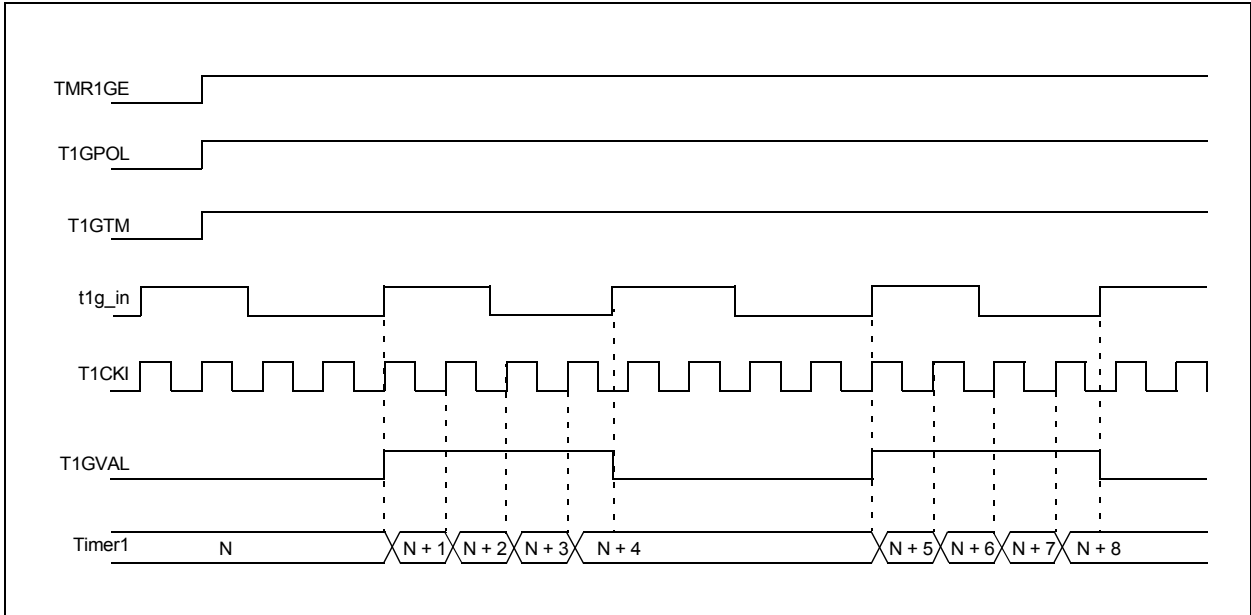 TMR1GE
T1GPOL
T1GTM
t1g_in
T1CKI
T1GVAL
Timer1 N N + 1 N + 2 N + 3 N + 4 N + 5 N + 6 N + 7 N + 8